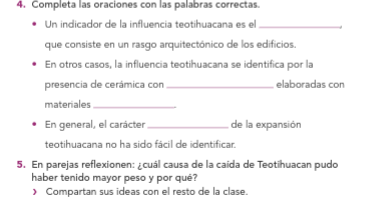 4. Completa las oraciones con las palabras correctas.
• Un indicador de la influencia teotihuacana es el ____________,
que consiste en un rasgo arquitectónico de los edificios.
• En otros casos, la influencia teotihuacana se identifica por la
presencia de cerámica con ________________ elaboradas con
materiales ____________.
• En general, el carácter ____________ de la expansión
teotihuacana no ha sido fácil de identificar.
5. En parejas reflexionen: ¿cuál causa de la caída de Teotihuacan pudo
haber tenido mayor peso y por qué?
› Compartan sus ideas con el resto de la clase.